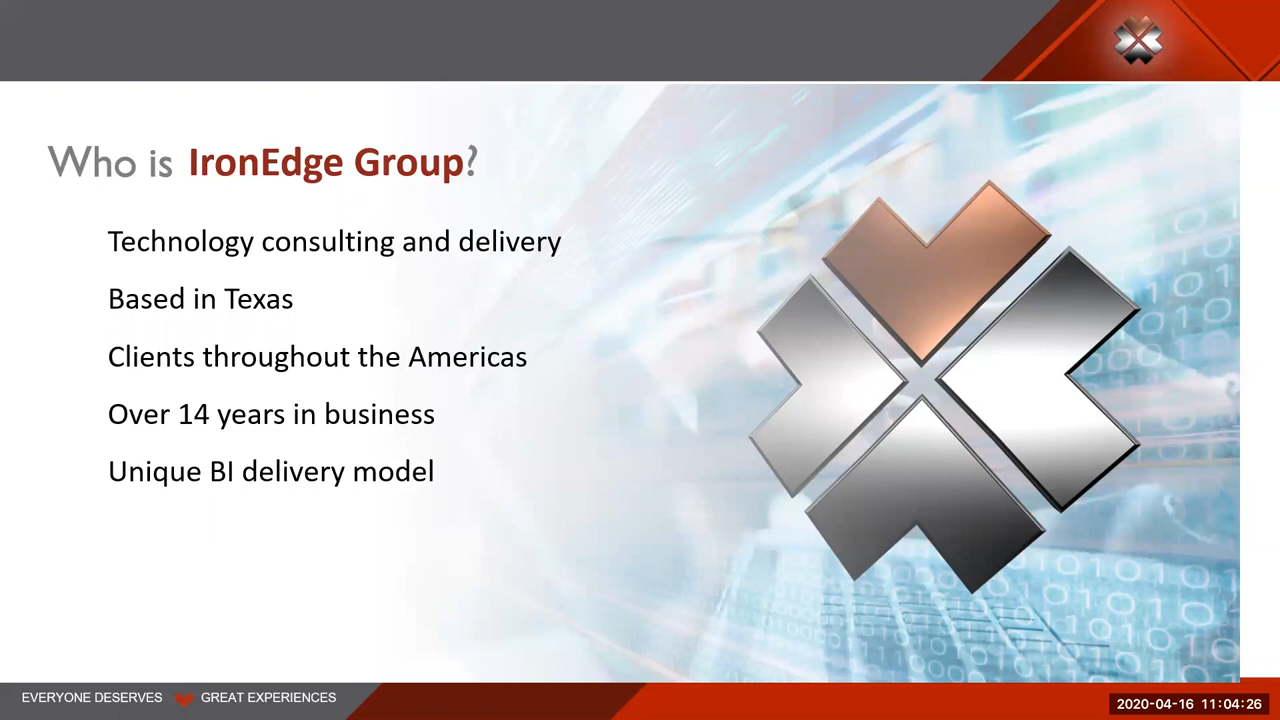 Who is IronEdge Group?
Technology consulting and delivery
Based in Texas
Clients throughout the Americas
Over 14 years in business
Unique BI delivery model
EVERYONE DESERVES GREAT EXPERIENCES
2020-04-16 11:04:26